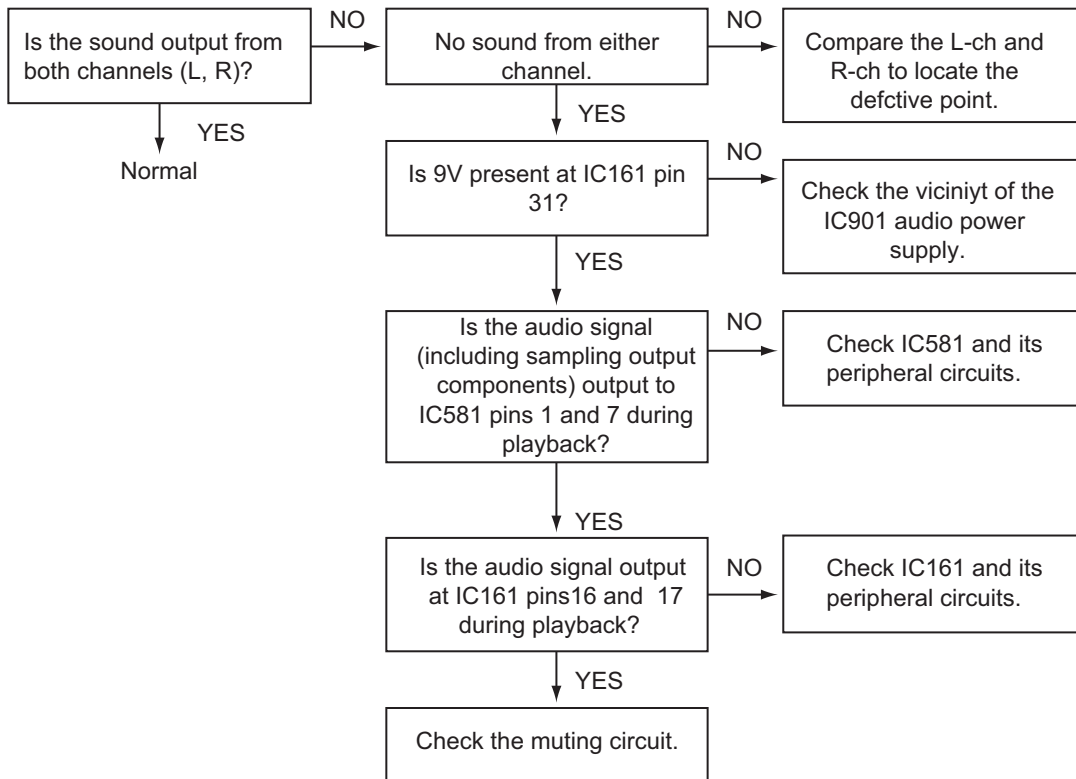 Is the sound output from
both channels (L, R)?
NO
No sound from either
channel.
NO
Compare the L-ch and
R-ch to locate the
defctive point.
YES
Normal
YES
Is 9V present at IC161 pin
31?
NO
Check the viciniyt of the
IC901 audio power
supply.
YES
Is the audio signal
(including sampling output
components) output to
IC581 pins 1 and 7 during
playback?
NO
Check IC581 and its
peripheral circuits.
YES
Is the audio signal output
at IC161 pins16 and  17
during playback?
NO
Check IC161 and its
peripheral circuits.
YES
Check the muting circuit.